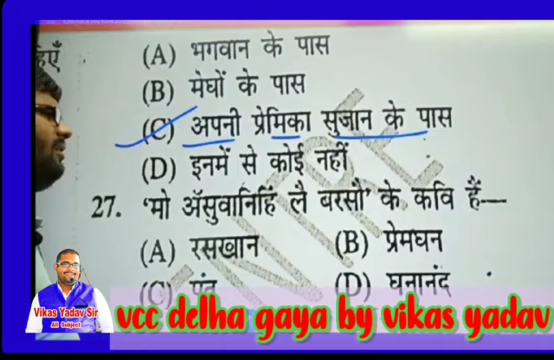 हिएँ
(A) भगवान के पास
(B) मेघों के पास
(C) अपनी प्रेमिका सुजान के पास
(D) इनमें से कोई नहीं
27. ‘मो अँसुवानिहिं लै बरसौ’ के कवि हैं—
(A) रसखान (B) प्रेमघन
(C) पंत (D) घनानंद
Vikas Yadav Sir
All Subject
vcc delha gaya by vikas yadav